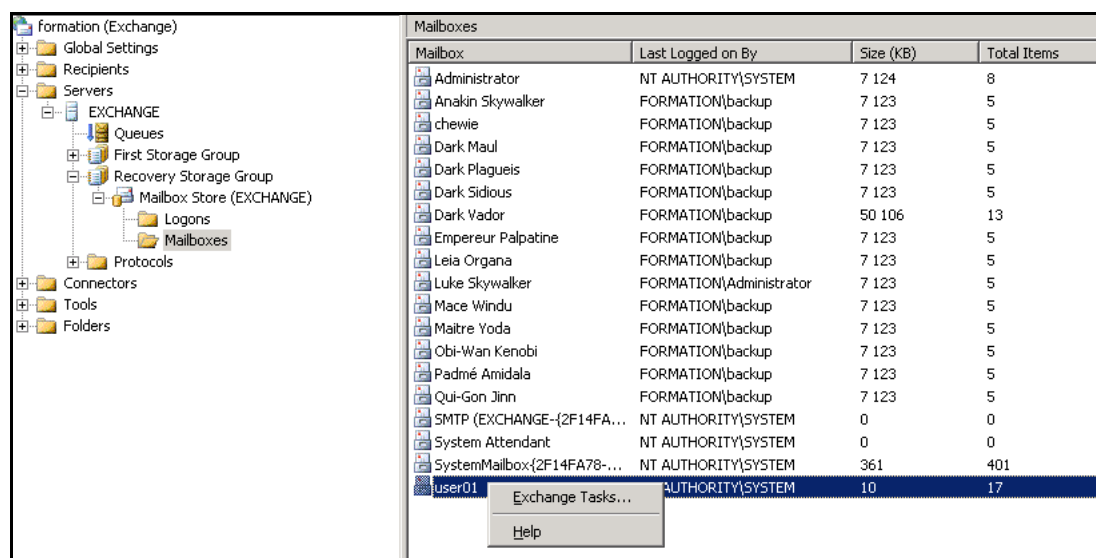 formation (Exchange)
Global Settings
Recipients
Servers
EXCHANGE
Queues
First Storage Group
Recovery Storage Group
Mailbox Store (EXCHANGE)
Logons
Mailboxes
Protocols
Connectors
Tools
Folders
Mailboxes
Mailbox Last Logged on By Size (KB) Total Items
Administrator NT AUTHORITY\SYSTEM 7 124 8
Anakin Skywalker FORMATION\backup 7 123 5
chewie FORMATION\backup 7 123 5
Dark Maul FORMATION\backup 7 123 5
Dark Plagueis FORMATION\backup 7 123 5
Dark Sidious FORMATION\backup 7 123 5
Dark Vador FORMATION\backup 50 106 13
Empereur Palpatine FORMATION\backup 7 123 5
Leia Organa FORMATION\backup 7 123 5
Luke Skywalker FORMATION\Administrator 7 123 5
Mace Windu FORMATION\backup 7 123 5
Maitre Yoda FORMATION\backup 7 123 5
Obi-Wan Kenobi FORMATION\backup 7 123 5
Padmé Amidala FORMATION\backup 7 123 5
Qui-Gon Jinn FORMATION\backup 7 123 5
SMTP (EXCHANGE-{2F14FA... NT AUTHORITY\SYSTEM 0 0
System Attendant NT AUTHORITY\SYSTEM 0 0
SystemMailbox{2F14FA78-... NT AUTHORITY\SYSTEM 361 401
user01 AUTHORITY\SYSTEM 10 17
Exchange Tasks...
Help